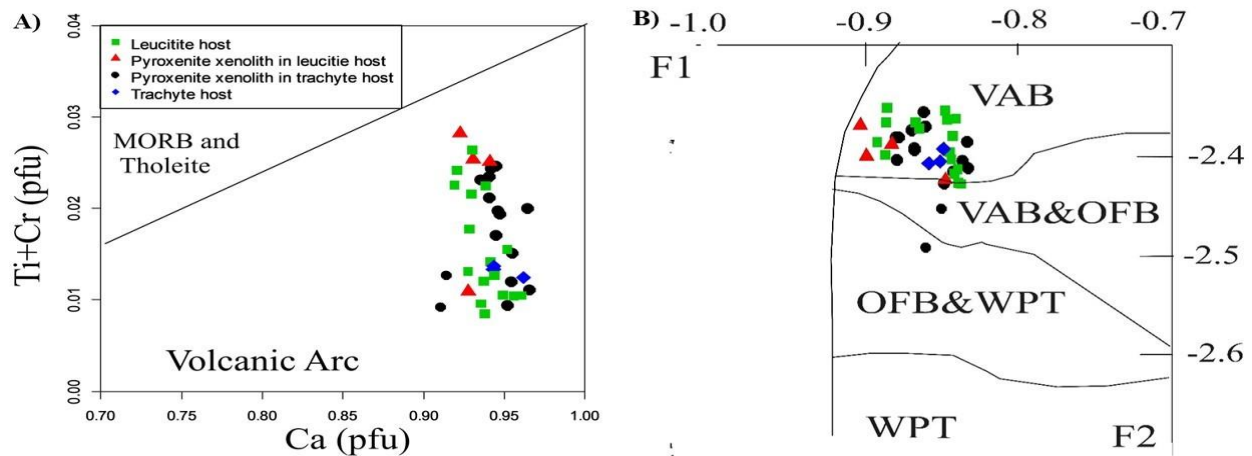 A)
Ti+Cr (pfu)
0.04
0.03
0.02
0.01
0.00
Leucitite host
Pyroxenite xenolith in leucitie host
Pyroxenite xenolith in trachyte host
Trachyte host
MORB and
Tholeite
Volcanic Arc
0.70 0.75 0.80 0.85 0.90 0.95 1.00
Ca (pfu)
B)
-1.0 -0.9 -0.8 -0.7
F1
VAB
-2.4
VAB&OFB
-2.5
OFB&WPT
-2.6
WPT
F2